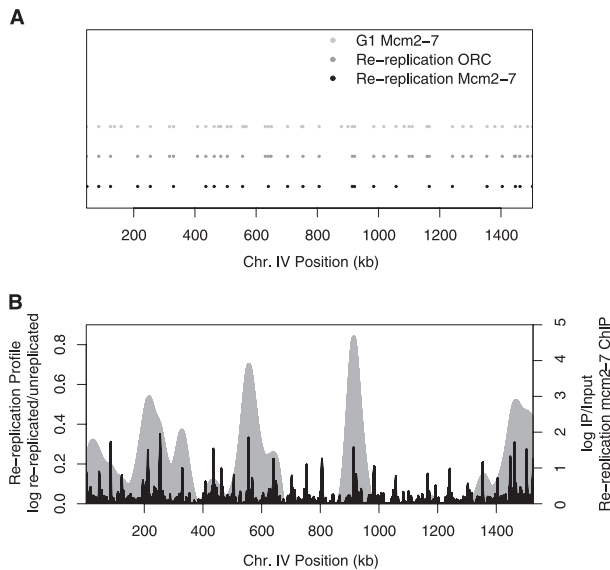 A
G1 Mcm2-7
Re-replication ORC
Re-replication Mcm2-7
200 400 600 800 1000 1200 1400
Chr. IV Position (kb)
B
Re-replication Profile
log re-replicated/unreplicated
0.0 0.2 0.4 0.6 0.8
0 1 2 3 4 5
log IP/Input
Re-replication mcm2-7 ChIP
200 400 600 800 1000 1200 1400
Chr. IV Position (kb)